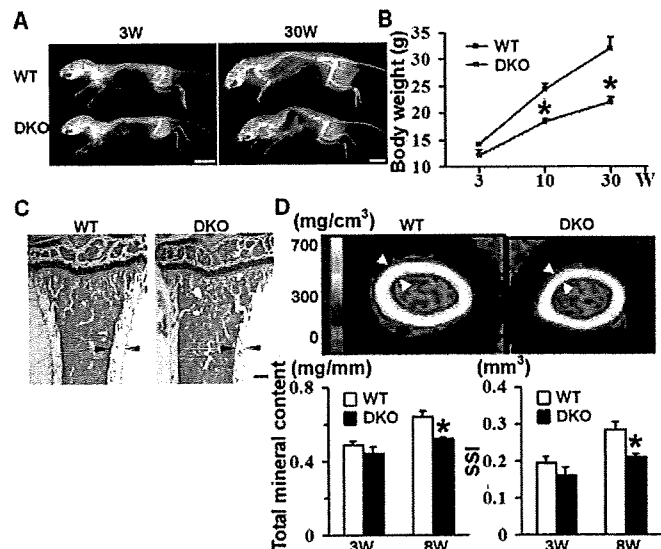 A
3W
30W
WT
DKO
B
Body weight (g)
WT
DKO
35
30
25
20
15
10
*
*
3
10
30
W
C
WT
DKO
D
(mg/cm³)
WT
DKO
700
300
0
(mg/mm)
Total mineral content
0.8
0.4
0
WT
DKO
*
3W
8W
(mm³)
SSI
0.4
0.3
0.2
0.1
0
WT
DKO
*
3W
8W